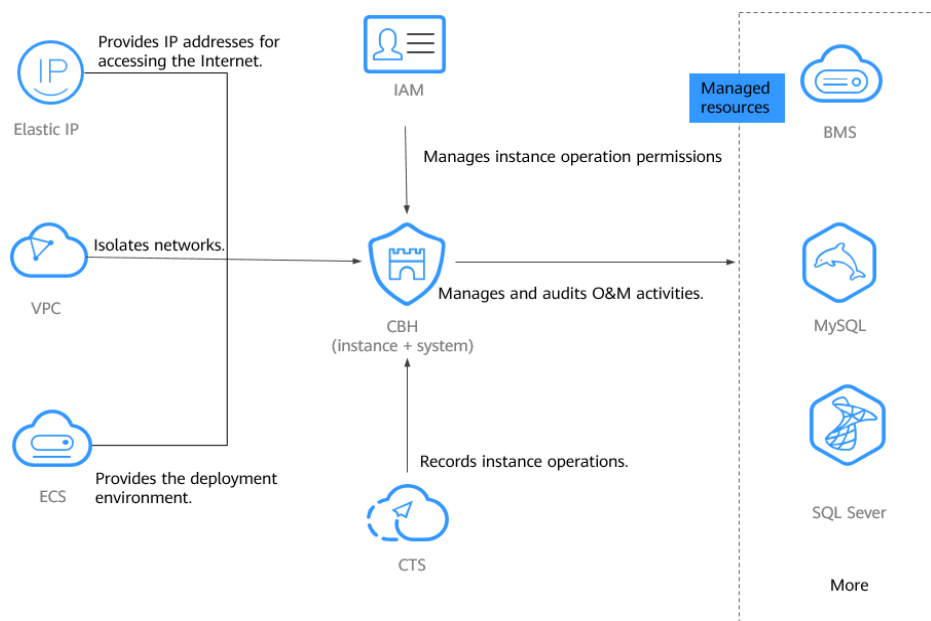 Provides IP addresses for
accessing the Internet.
IP
Elastic IP
IAM
Managed
resources
BMS
Manages instance operation permissions
Isolates networks.
VPC
Manages and audits O&M activities.
CBH
(instance + system)
MySQL
Records instance operations.
Provides the deployment
environment.
ECS
CTS
SQL Sever
More